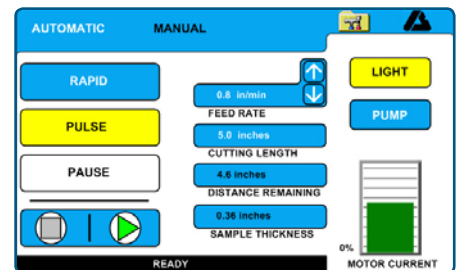 AUTOMATIC MANUAL
RAPID
PULSE
PAUSE
0.8 in/min
FEED RATE
5.0 inches
CUTTING LENGTH
4.6 inches
DISTANCE REMAINING
0.36 inches
SAMPLE THICKNESS
LIGHT
PUMP
0%
MOTOR CURRENT
READY